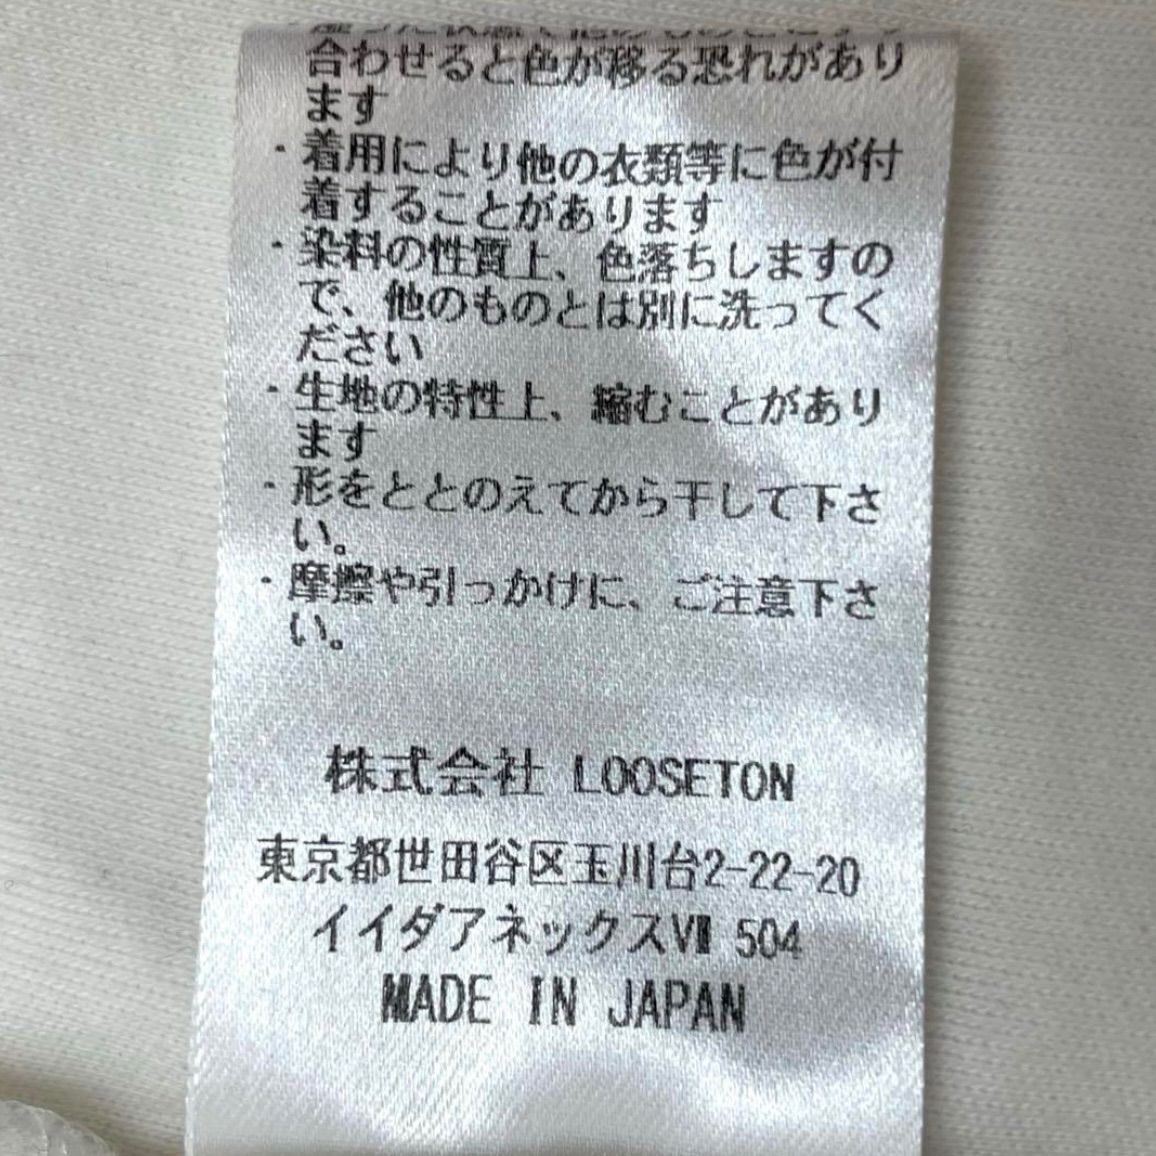 合わせると色が移る恐れがあり
ます
・着用により他の衣類等に色が付
着することがあります
・染料の性質上、色落ちしますの
で、他のものとは別に洗ってく
ださい
・生地の特性上、縮むことがあり
ます
・形をととのえてから干して下さ
い。
・摩擦や引っかけに、ご注意下さ
い。
株式会社 LOOSETON
東京都世田谷区玉川台2-22-20
イイダアネックスⅦ 504
MADE IN JAPAN